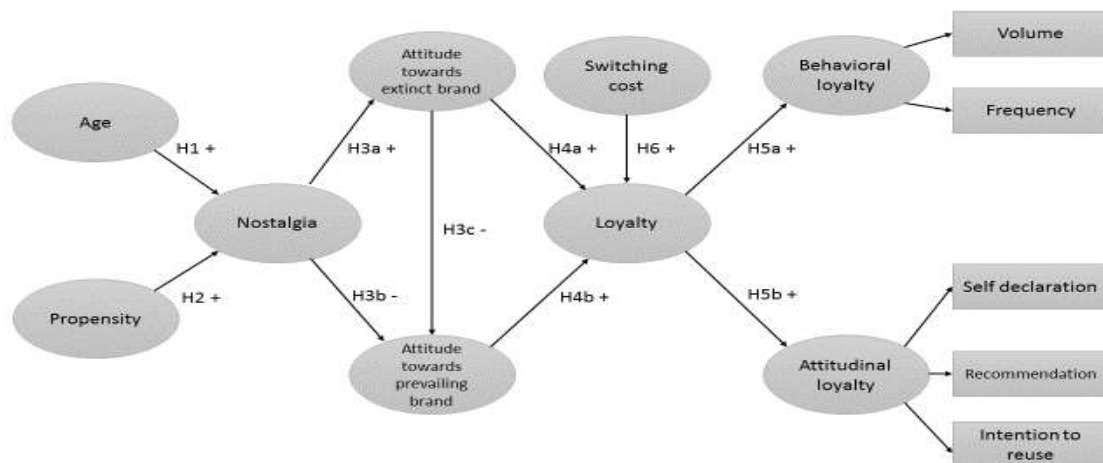 Age
H1 +
Propensity
H2 +
Nostalgia
H3a +
H3b -
Attitude
towards
extinct brand
H3c -
Attitude
towards
prevailing
brand
H4a +
H4b +
Switching
cost
H6 +
Loyalty
H5a +
H5b +
Behavioral
loyalty
Volume
Frequency
Attitudinal
loyalty
Self declaration
Recommendation
Intention to
reuse